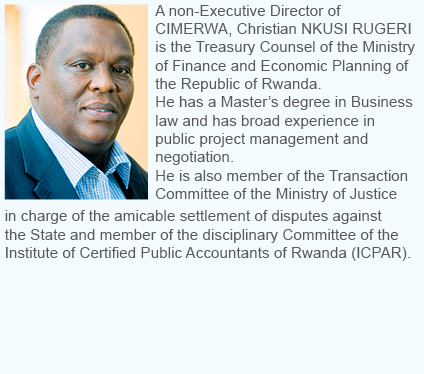 A non-Executive Director of
CIMERWA, Christian NKUSI RUGERI
is the Treasury Counsel of the Ministry
of Finance and Economic Planning of
the Republic of Rwanda.
He has a Master's degree in Business
law and has broad experience in
public project management and
negotiation.
He is also member of the Transaction
Committee of the Ministry of Justice
in charge of the amicable settlement of disputes against
the State and member of the disciplinary Committee of the
Institute of Certified Public Accountants of Rwanda (ICPAR).